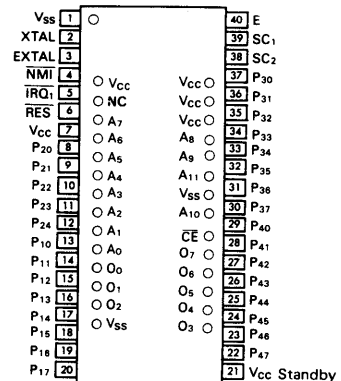 Vss 1 40 E
XTAL 2 39 SC₁
EXTAL 3 38 SC₂
N̅M̅I̅ 4 Vcc Vcc 37 P₃₀
I̅R̅Q̅₁ 5 NC Vcc 36 P₃₁
R̅E̅S̅ 6 A₇ Vcc 35 P₃₂
Vcc 7 A₆ A₈ 34 P₃₃
P₂₀ 8 A₅ A₉ 33 P₃₄
P₂₁ 9 A₄ A₁₁ 32 P₃₅
P₂₂ 10 A₃ Vss 31 P₃₆
P₂₃ 11 A₂ A₁₀ 30 P₃₇
P₂₄ 12 A₁ C̅E̅ 29 P₄₀
P₁₀ 13 A₀ O₇ 28 P₄₁
P₁₁ 14 O₀ O₆ 27 P₄₂
P₁₂ 15 O₁ O₅ 26 P₄₃
P₁₃ 16 O₂ O₄ 25 P₄₄
P₁₄ 17 Vss O₃ 24 P₄₅
P₁₅ 18 23 P₄₆
P₁₆ 19 22 P₄₇
P₁₇ 20 21 Vcc Standby